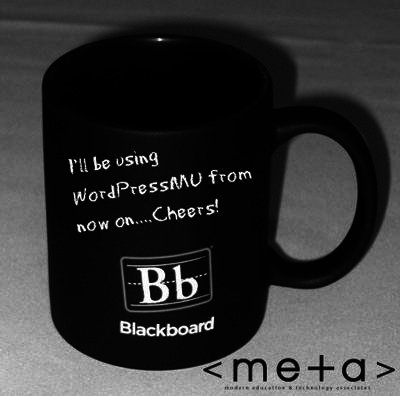 I'll be using
WordPressMU from
now on....Cheers!
Bb
Blackboard
<meta>
modern education & technology associates